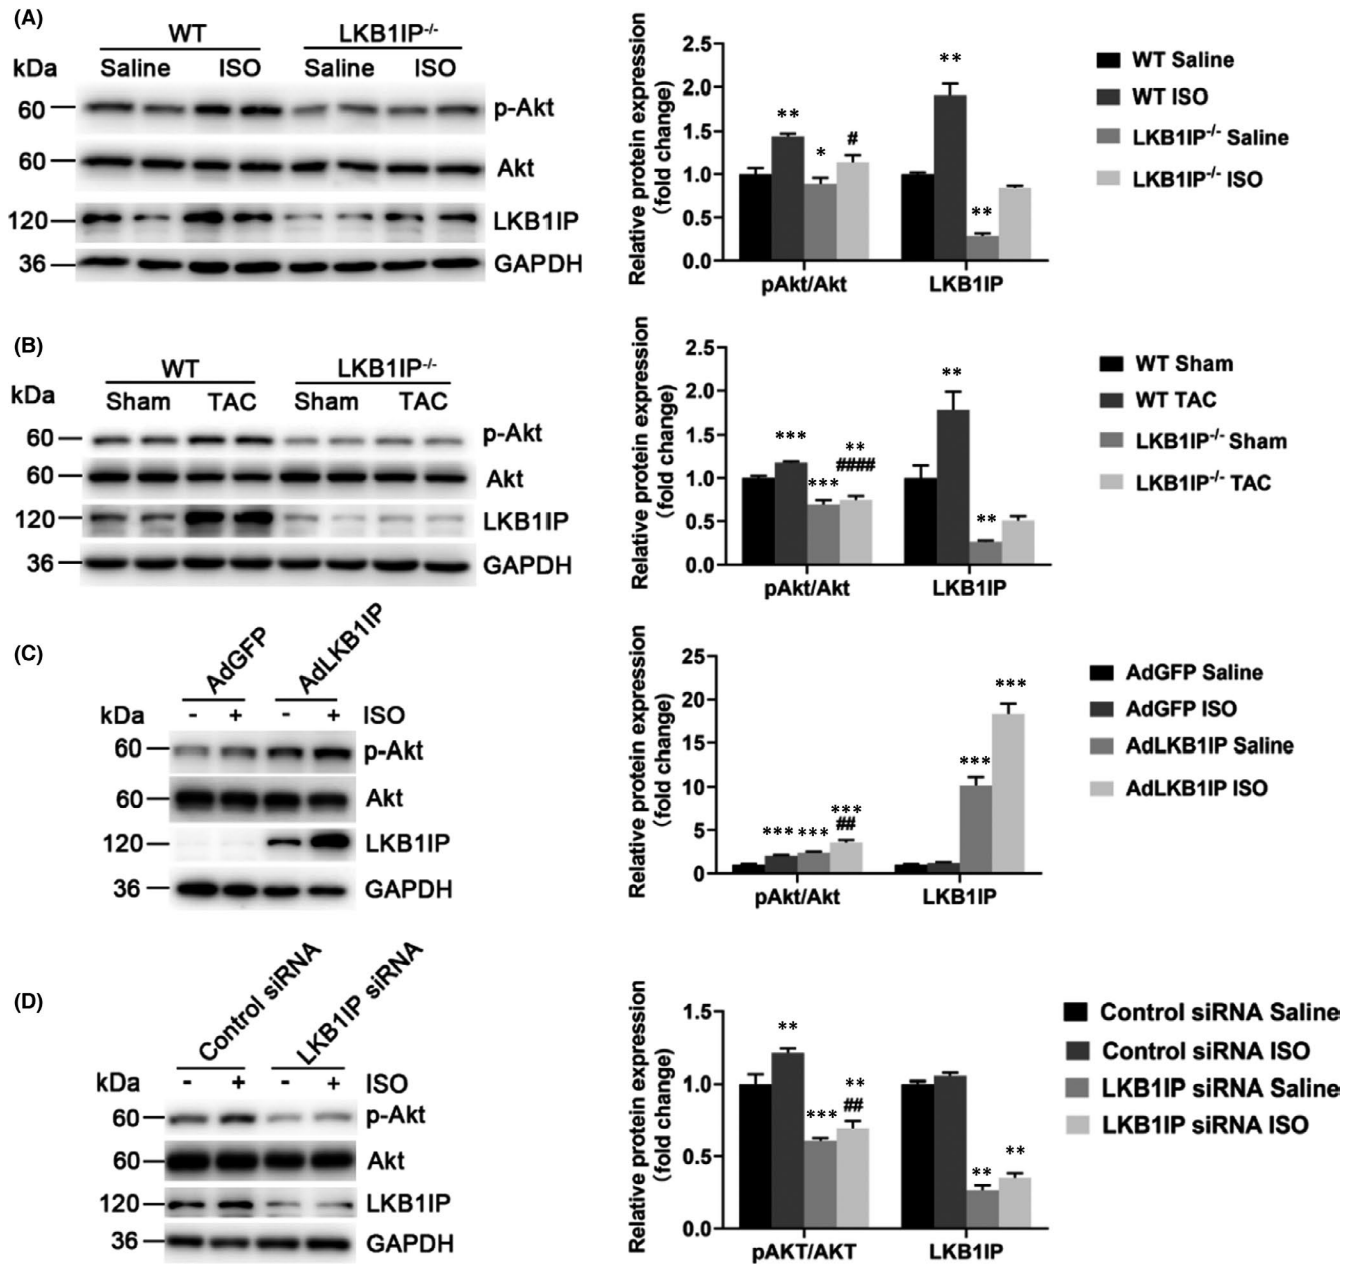 (A)
WT LKB1IP-/-
kDa Saline ISO Saline ISO
60 p-Akt
60 Akt
120 LKB1IP
36 GAPDH
Relative protein expression
(fold change)
2.5
2.0
1.5
1.0
0.5
0.0
** * # ** **
pAkt/Akt LKB1IP
WT Saline
WT ISO
LKB1IP-/- Saline
LKB1IP-/- ISO
(B)
WT LKB1IP-/-
kDa Sham TAC Sham TAC
60 p-Akt
60 Akt
120 LKB1IP
36 GAPDH
Relative protein expression
(fold change)
2.5
2.0
1.5
1.0
0.5
0.0
*** *** ** #### ** **
pAkt/Akt LKB1IP
WT Sham
WT TAC
LKB1IP-/- Sham
LKB1IP-/- TAC
(C)
AdGFP AdLKB1IP
kDa - + - + ISO
60 p-Akt
60 Akt
120 LKB1IP
36 GAPDH
Relative protein expression
(fold change)
25
20
15
10
5
0
*** *** *** ## *** ***
pAkt/Akt LKB1IP
AdGFP Saline
AdGFP ISO
AdLKB1IP Saline
AdLKB1IP ISO
(D)
Control siRNA LKB1IP siRNA
kDa - + - + ISO
60 p-Akt
60 Akt
120 LKB1IP
36 GAPDH
Relative protein expression
(fold change)
1.5
1.0
0.5
0.0
** *** ** ## ** **
pAKT/AKT LKB1IP
Control siRNA Saline
Control siRNA ISO
LKB1IP siRNA Saline
LKB1IP siRNA ISO